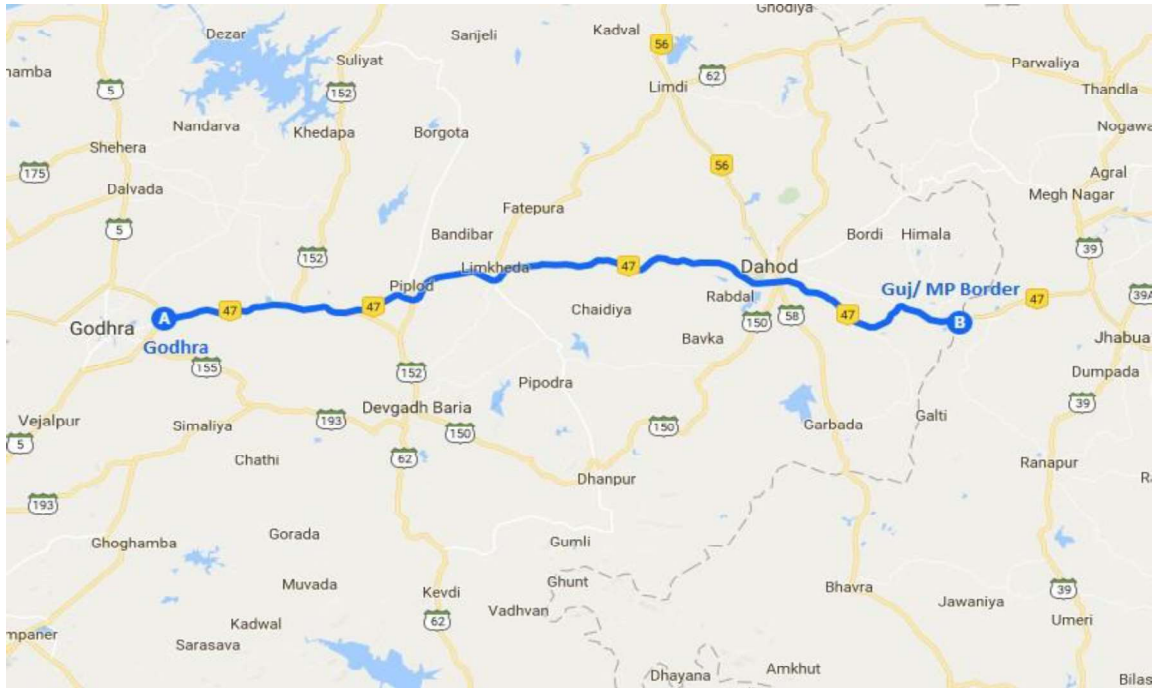 Ghodiya
Dezar
Sanjeli
Kadval
56
Suliyat
Parwaliya
62
Limdi
Thandla
5
152
Nandarva
Khedapa
Borgota
Nogawa
Shehera
175
56
Agral
Dalvada
Megh Nagar
Fatepura
5
Bandibar
Bordi
Himala
39
152
Limkheda
47
Dahod
Piplod
Guj/ MP Border
47
39A
Rabdal
A
47
47
Chaidiya
58
47
B
Godhra
150
Jhabua
Godhra
Bavka
155
152
Pipodra
Dumpada
Devgadh Baria
39
Vejalpur
193
Simaliya
150
150
Garbada
Galti
5
62
Chathi
Ranapur
Dhanpur
193
Gorada
Ghoghamba
Gumli
Muvada
Ghunt
Bhavra
39
Kevdi
Jawaniya
Vadhvan
Kadwal
62
Umeri
Sarasava
Dhayana
Amkhut